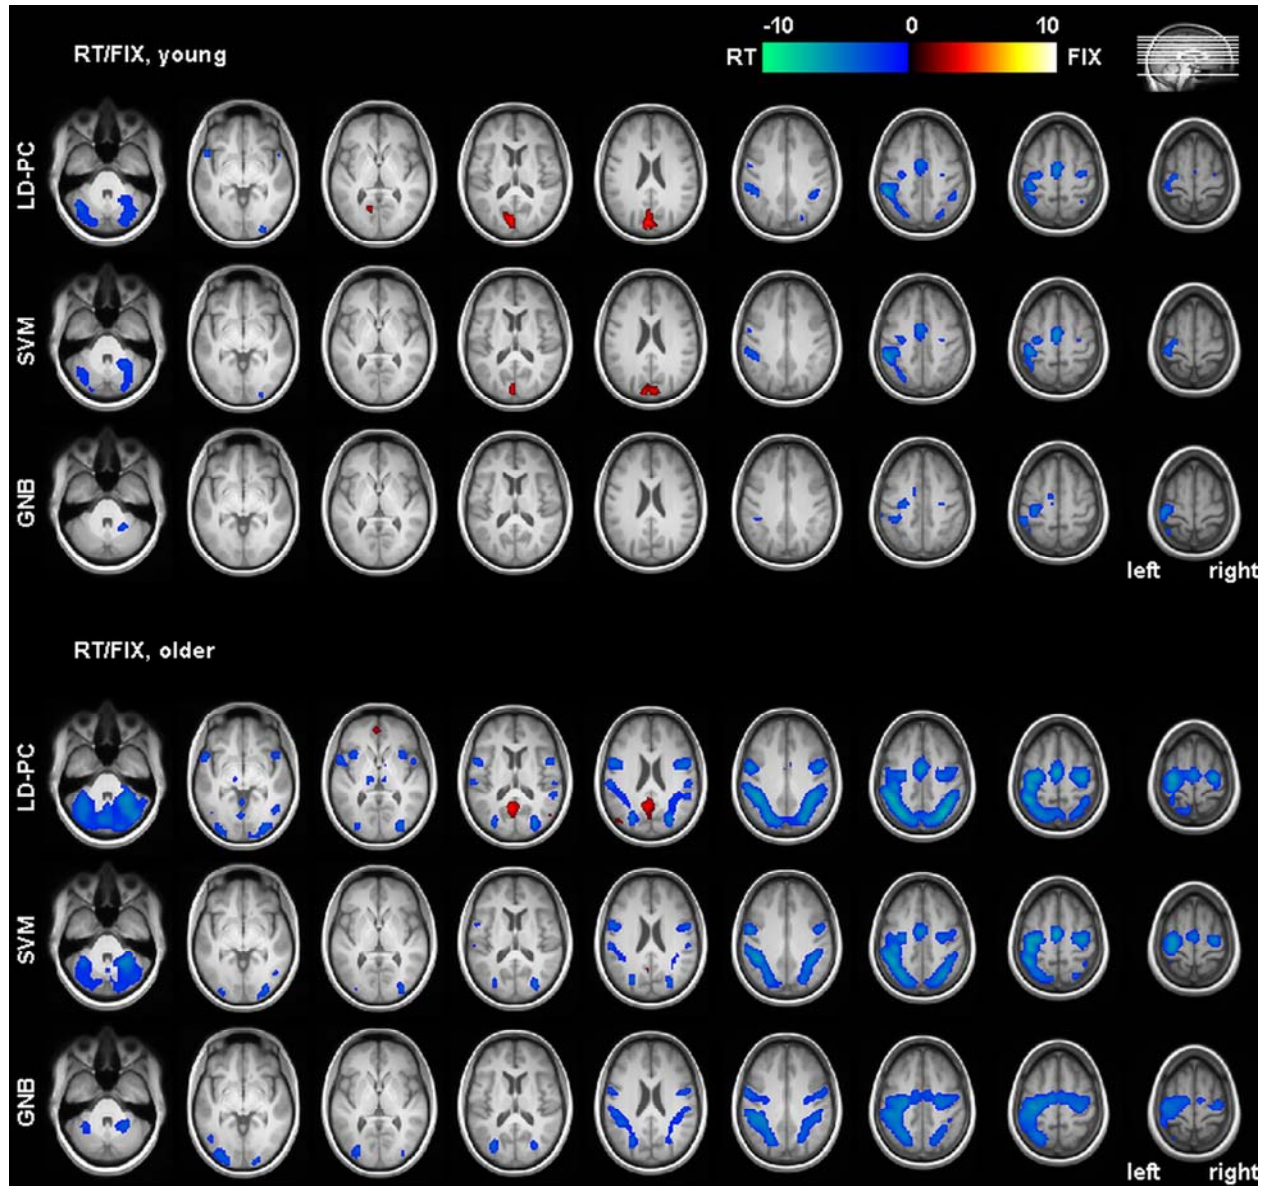 -10 0 10
RT/FIX, young
RT FIX
LD-PC
SVM
GNB
left right
RT/FIX, older
LD-PC
SVM
GNB
left right